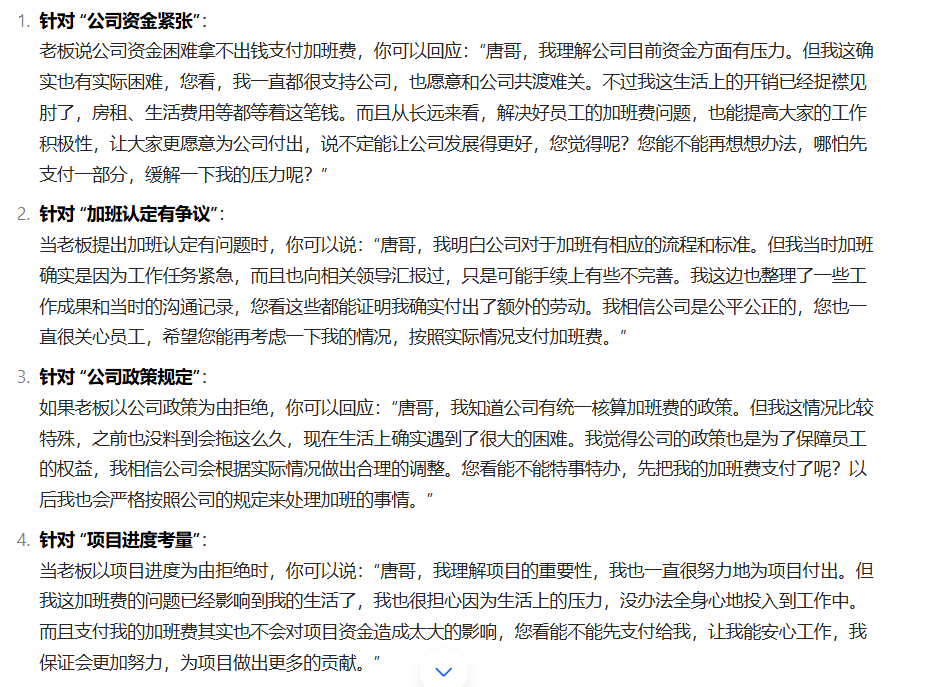 1. 针对 “公司资金紧张”：
老板说公司资金困难拿不出钱支付加班费，你可以回应：“唐哥，我理解公司目前资金方面有压力。但我这确
实也有实际困难，您看，我一直都很支持公司，也愿意和公司共渡难关。不过我这生活上的开销已经捉襟见
肘了，房租、生活费用等都等着这笔钱。而且从长远来看，解决好员工的加班费问题，也能提高大家的工作
积极性，让大家更愿意为公司付出，说不定能让公司发展得更好，您觉得呢？您能不能再想想办法，哪怕先
支付一部分，缓解一下我的压力呢？”
2. 针对 “加班认定有争议”：
当老板提出加班认定有问题时，你可以说：“唐哥，我明白公司对于加班有相应的流程和标准。但我当时加班
确实是因为工作任务紧急，而且也向相关领导汇报过，只是可能手续上有些不完善。我这边也整理了一些工
作成果和当时的沟通记录，您看这些都能证明我确实付出了额外的劳动。我相信公司是公平公正的，您也一
直很关心员工，希望您能再考虑一下我的情况，按照实际情况支付加班费。”
3. 针对 “公司政策规定”：
如果老板以公司政策为由拒绝，你可以回应：“唐哥，我知道公司有统一核算加班费的政策。但我这情况比较
特殊，之前也没料到会拖这么久，现在生活上确实遇到了很大的困难。我觉得公司的政策也是为了保障员工
的权益，我相信公司会根据实际情况做出合理的调整。您看能不能特事特办，先把我的加班费支付了呢？以
后我也会严格按照公司的规定来处理加班的事情。”
4. 针对 “项目进度考量”：
当老板以项目进度为由拒绝时，你可以说：“唐哥，我理解项目的重要性，我也一直很努力地为项目付出。但
我这加班费的问题已经影响到我的生活了，我也很担心因为生活上的压力，没办法全身心地投入到工作中。
而且支付我的加班费其实也不会对项目资金造成太大的影响，您看能不能先支付给我，让我能安心工作，我
保证会更加努力，为项目做出更多的贡献。”